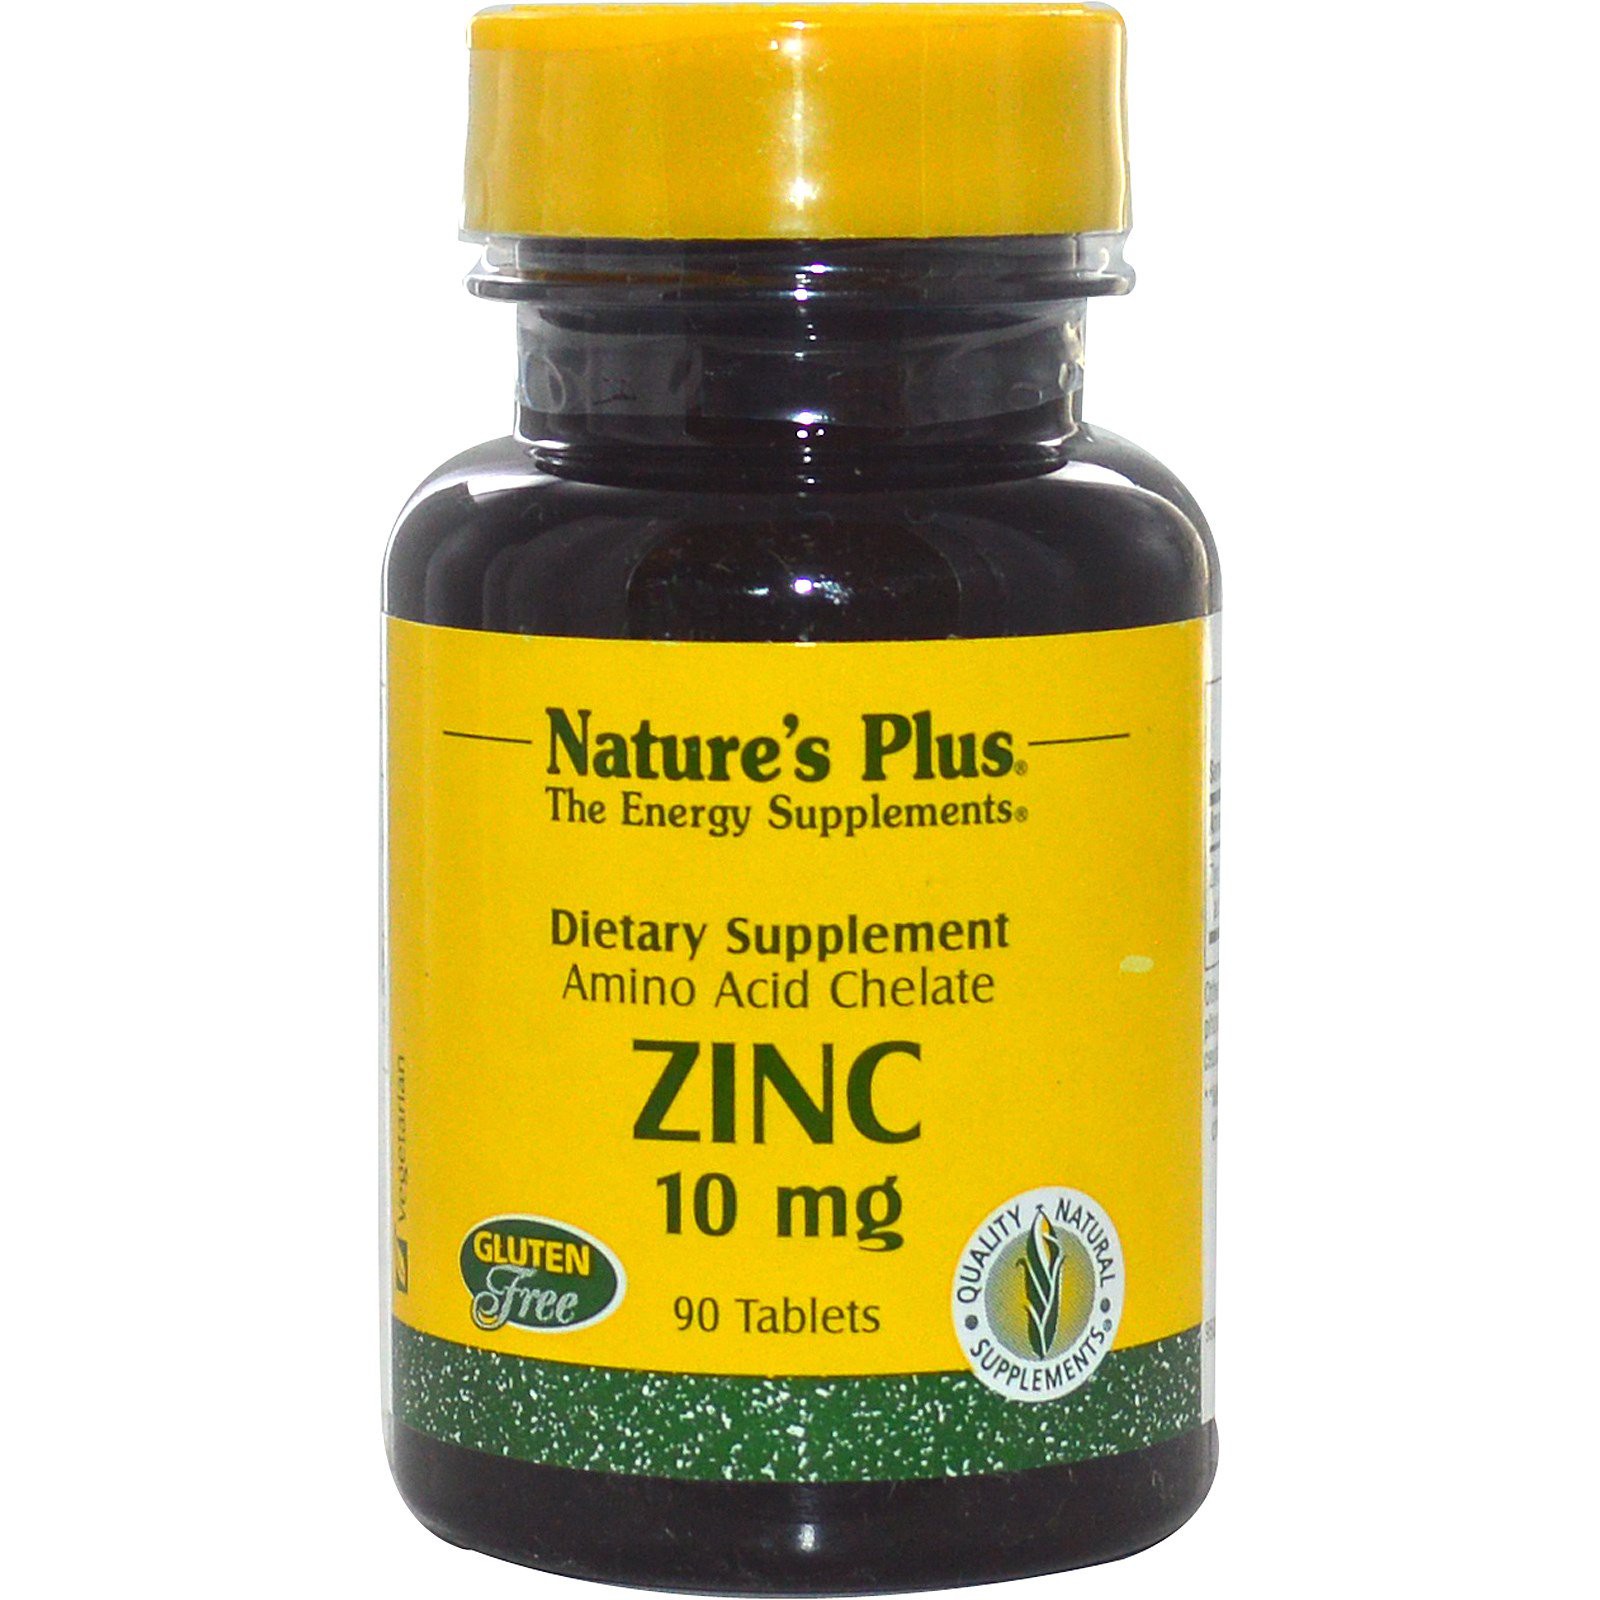 Nature's Plus®
The Energy Supplements®
Dietary Supplement
Amino Acid Chelate
ZINC
10 mg
90 Tablets
GLUTEN
Free
QUALITY NATURAL
SUPPLEMENTS®
Vegetarian